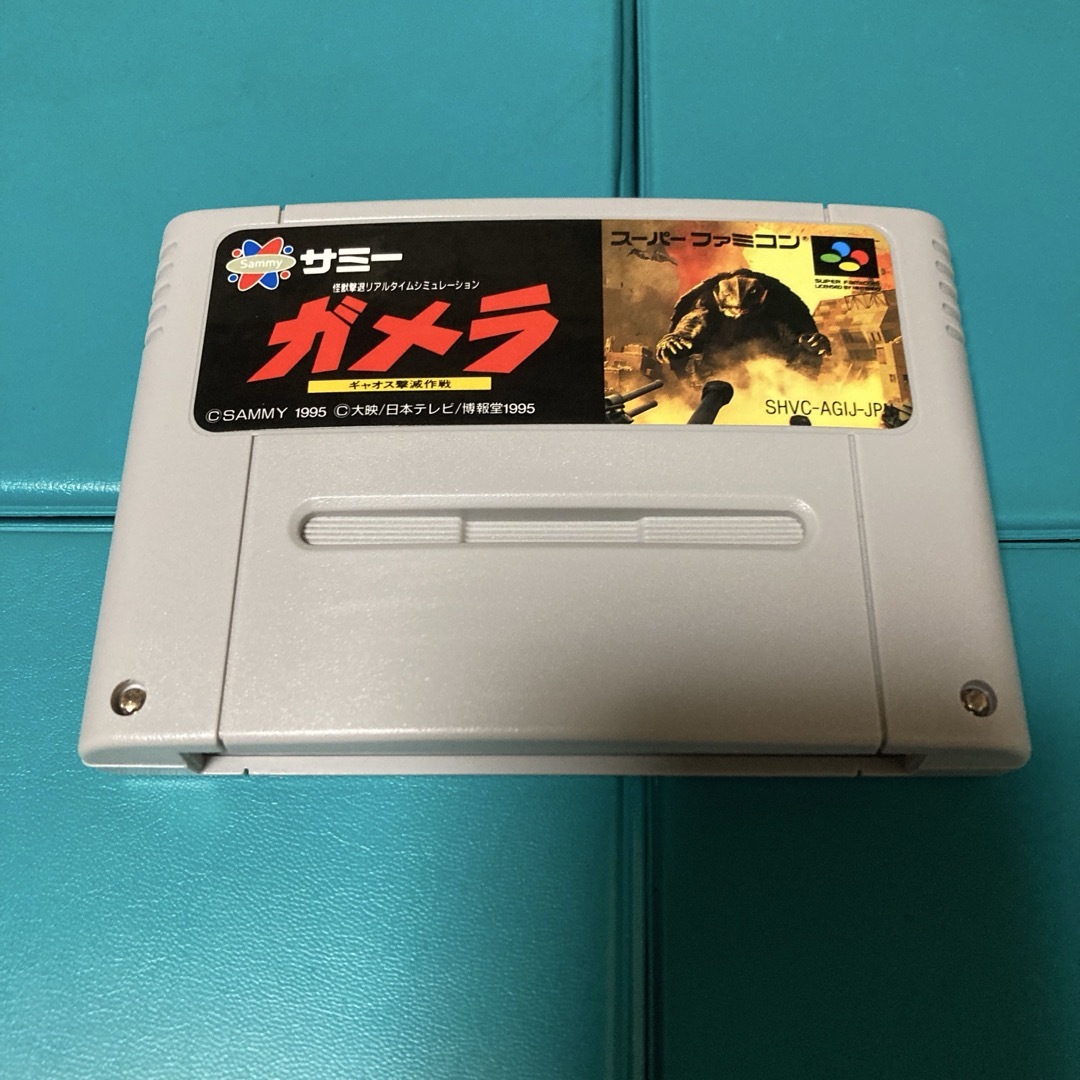 Sammy サミー
怪獣撃退リアルタイムシミュレーション
ガメラ
ギャオス撃滅作戦
©SAMMY 1995 ©大映/日本テレビ/博報堂1995
スーパーファミコン®
SUPER FAMICOM
LICENSED BY NINTENDO
SHVC-AGIJ-JPN